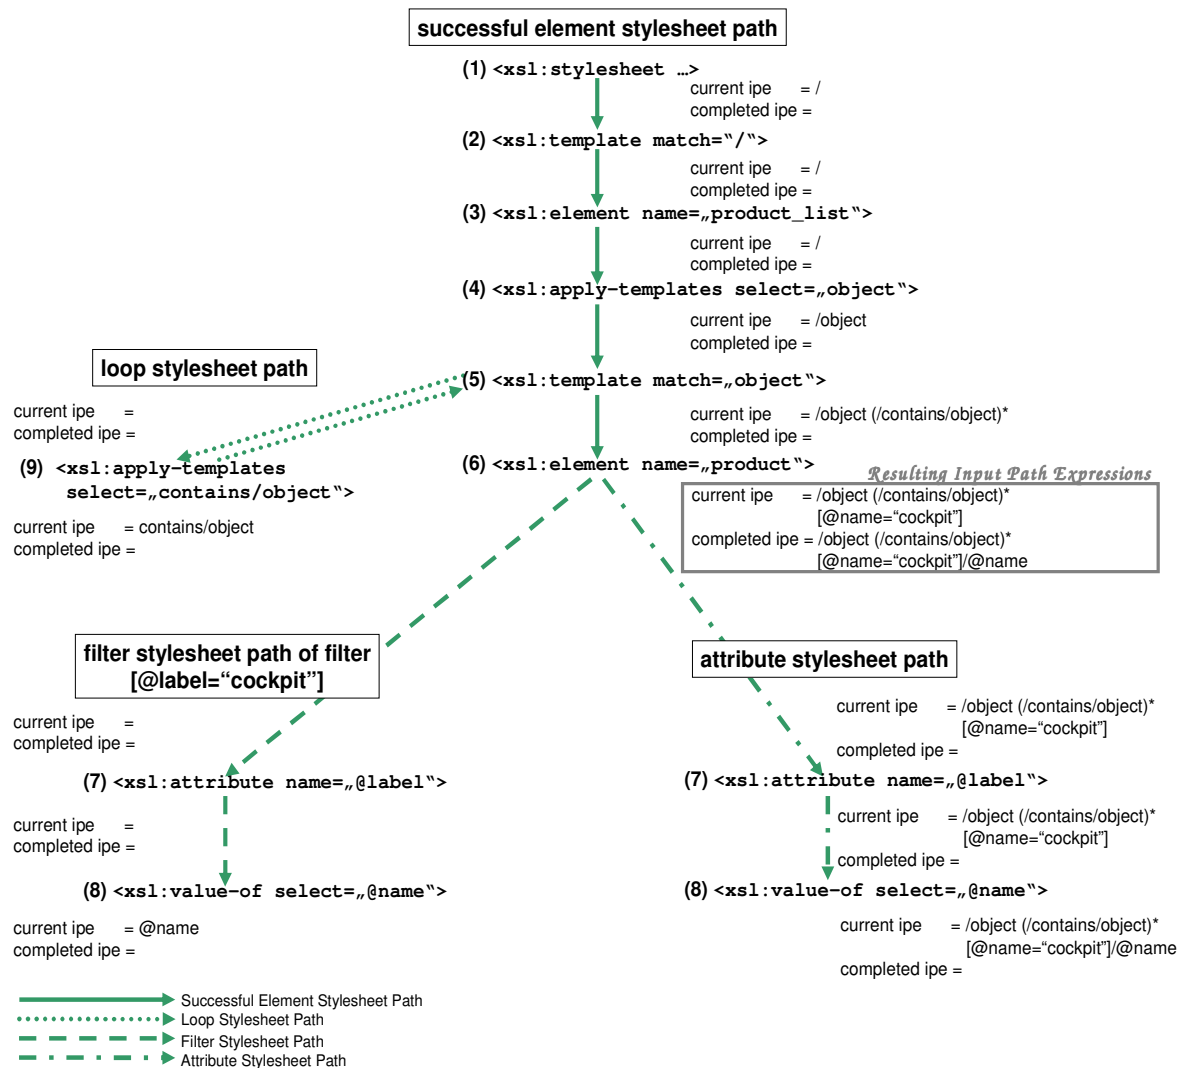 successful element stylesheet path
(1) <xsl:stylesheet …>
current ipe = /
completed ipe =
(2) <xsl:template match=“/“>
current ipe = /
completed ipe =
(3) <xsl:element name=„product_list“>
current ipe = /
completed ipe =
(4) <xsl:apply-templates select=„object“>
current ipe = /object
completed ipe =
loop stylesheet path
(5) <xsl:template match=„object“>
current ipe =
completed ipe =
current ipe = /object (/contains/object)*
completed ipe =
(9) <xsl:apply-templates
select=„contains/object“>
(6) <xsl:element name=„product“>
Resulting Input Path Expressions
current ipe = /object (/contains/object)*
[@name=“cockpit”]
completed ipe = /object (/contains/object)*
[@name=“cockpit”]/@name
current ipe = contains/object
completed ipe =
filter stylesheet path of filter
[@label=“cockpit”]
attribute stylesheet path
current ipe =
completed ipe =
current ipe = /object (/contains/object)*
[@name=“cockpit”]
completed ipe =
(7) <xsl:attribute name=„@label“>
(7) <xsl:attribute name=„@label“>
current ipe =
completed ipe =
current ipe = /object (/contains/object)*
[@name=“cockpit”]
completed ipe =
(8) <xsl:value-of select=„@name“>
(8) <xsl:value-of select=„@name“>
current ipe = @name
completed ipe =
current ipe = /object (/contains/object)*
[@name=“cockpit”]/@name
completed ipe =
Successful Element Stylesheet Path
Loop Stylesheet Path
Filter Stylesheet Path
Attribute Stylesheet Path